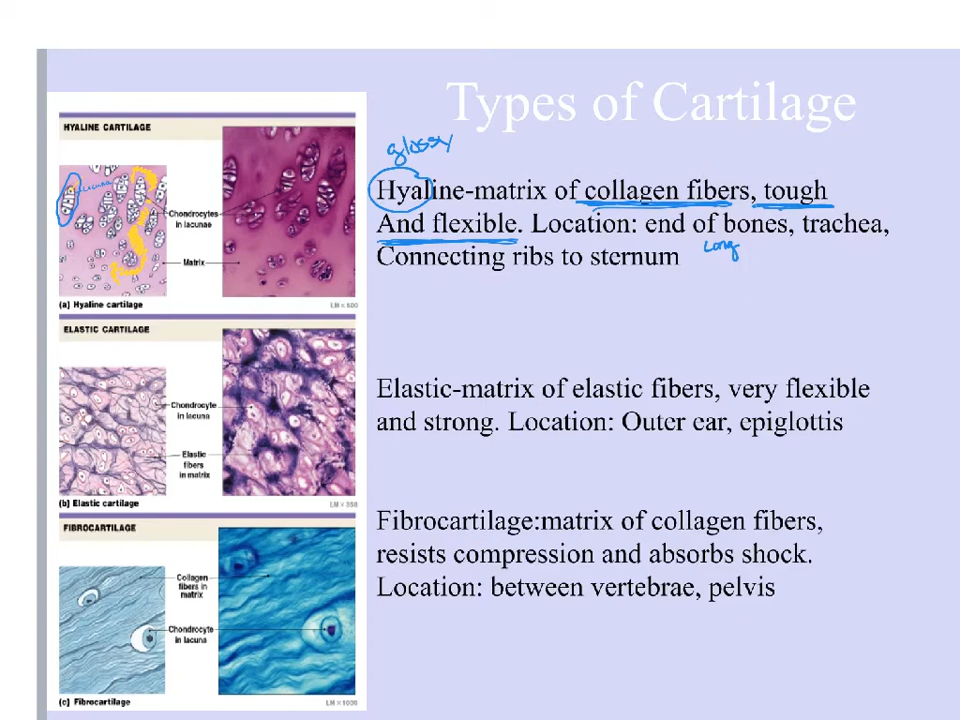 Types of Cartilage
HYALINE CARTILAGE
Lacuna
Chondrocytes
in lacunae
Matrix
(a) Hyaline cartilage
LM × 500
glossy
Hyaline-matrix of collagen fibers, tough
And flexible. Location: end of bones, trachea,
Long
Connecting ribs to sternum
ELASTIC CARTILAGE
Chondrocyte
in lacuna
Elastic
fibers
in matrix
(b) Elastic cartilage
Elastic-matrix of elastic fibers, very flexible
and strong. Location: Outer ear, epiglottis
FIBROCARTILAGE
Collagen
fibers in
matrix
Chondrocyte
in lacuna
(c) Fibrocartilage
LM × 1000
Fibrocartilage:matrix of collagen fibers,
resists compression and absorbs shock.
Location: between vertebrae, pelvis